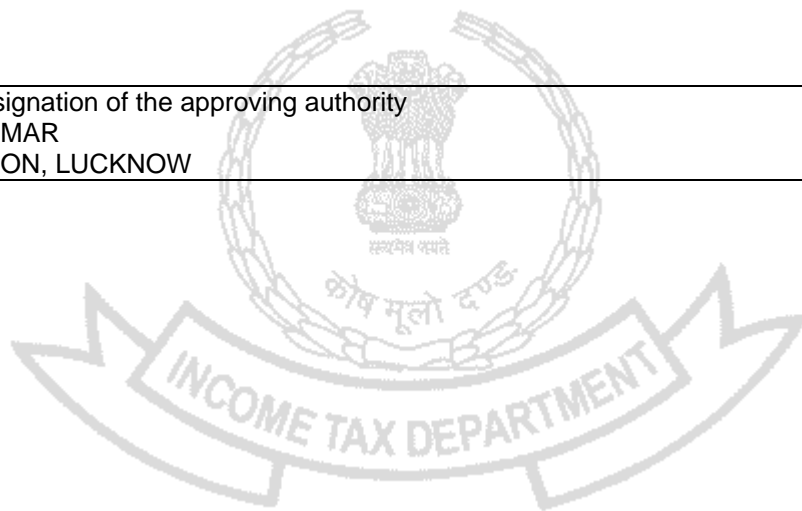 signation of the approving authority
MAR
ON, LUCKNOW
सत्यमेव जयते
कोष मूलो दण्ड:
INCOME TAX DEPARTMENT